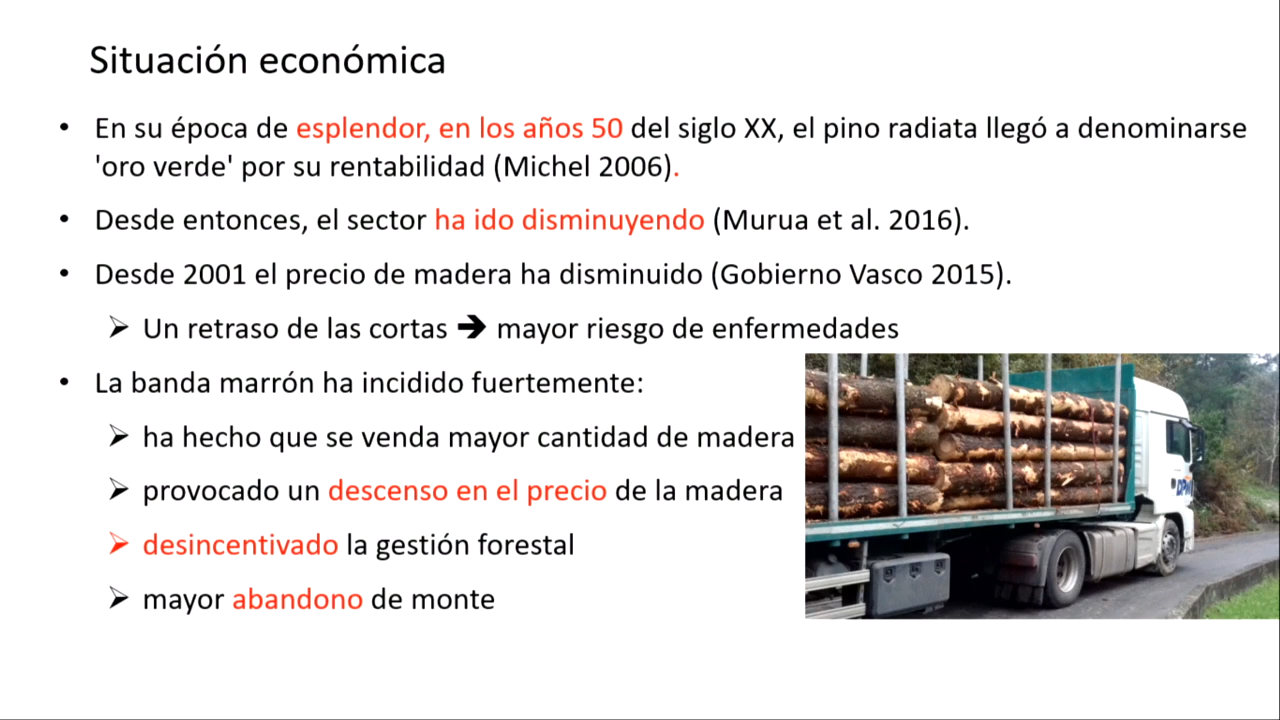 Situación económica
• En su época de esplendor, en los años 50 del siglo XX, el pino radiata llegó a denominarse
'oro verde' por su rentabilidad (Michel 2006).
• Desde entonces, el sector ha ido disminuyendo (Murua et al. 2016).
• Desde 2001 el precio de madera ha disminuido (Gobierno Vasco 2015).
➢ Un retraso de las cortas ➔ mayor riesgo de enfermedades
• La banda marrón ha incidido fuertemente:
➢ ha hecho que se venda mayor cantidad de madera
➢ provocado un descenso en el precio de la madera
➢ desincentivado la gestión forestal
➢ mayor abandono de monte